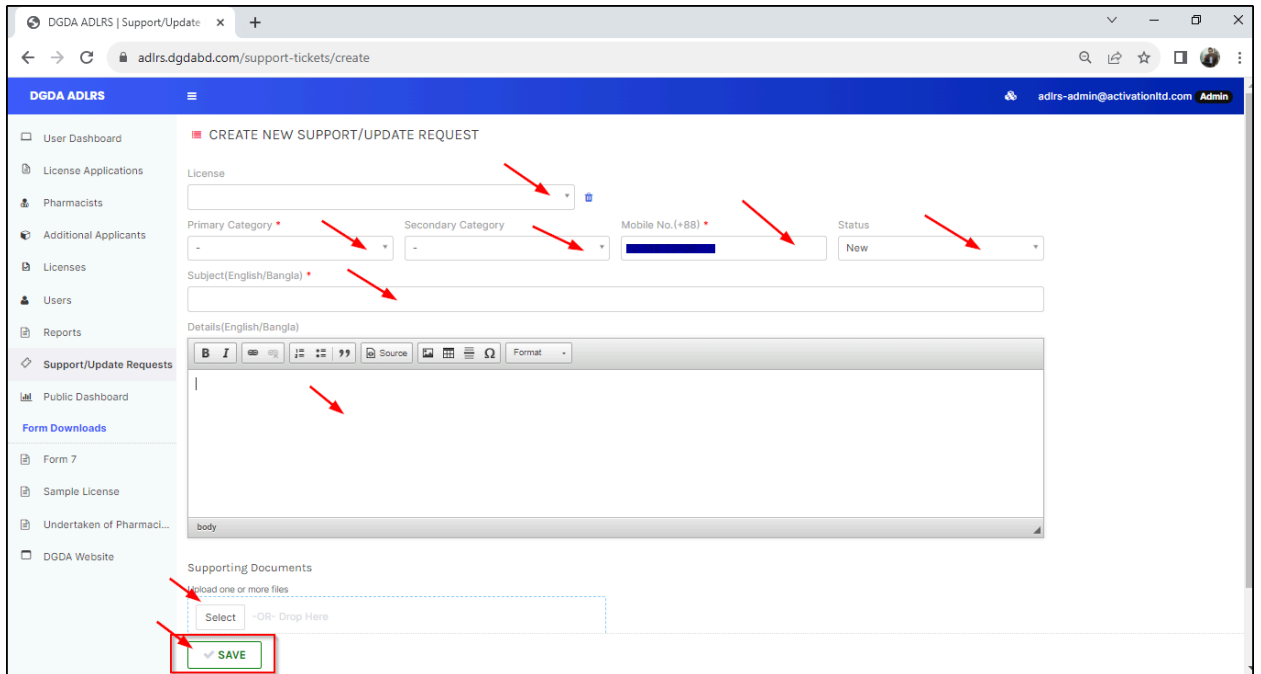 DGDA ADLRS | Support/Update
adlrs.dgdabd.com/support-tickets/create
DGDA ADLRS
adlrs-admin@activationltd.com Admin
User Dashboard
License Applications
Pharmacists
Additional Applicants
Licenses
Users
Reports
Support/Update Requests
Public Dashboard
Form Downloads
Form 7
Sample License
Undertaken of Pharmaci...
DGDA Website
CREATE NEW SUPPORT/UPDATE REQUEST
License
Primary Category * Secondary Category Mobile No.(+88) * Status
- - New
Subject(English/Bangla) *
Details(English/Bangla)
B I Source Ω Format
body
Supporting Documents
Upload one or more files
Select -OR- Drop Here
SAVE